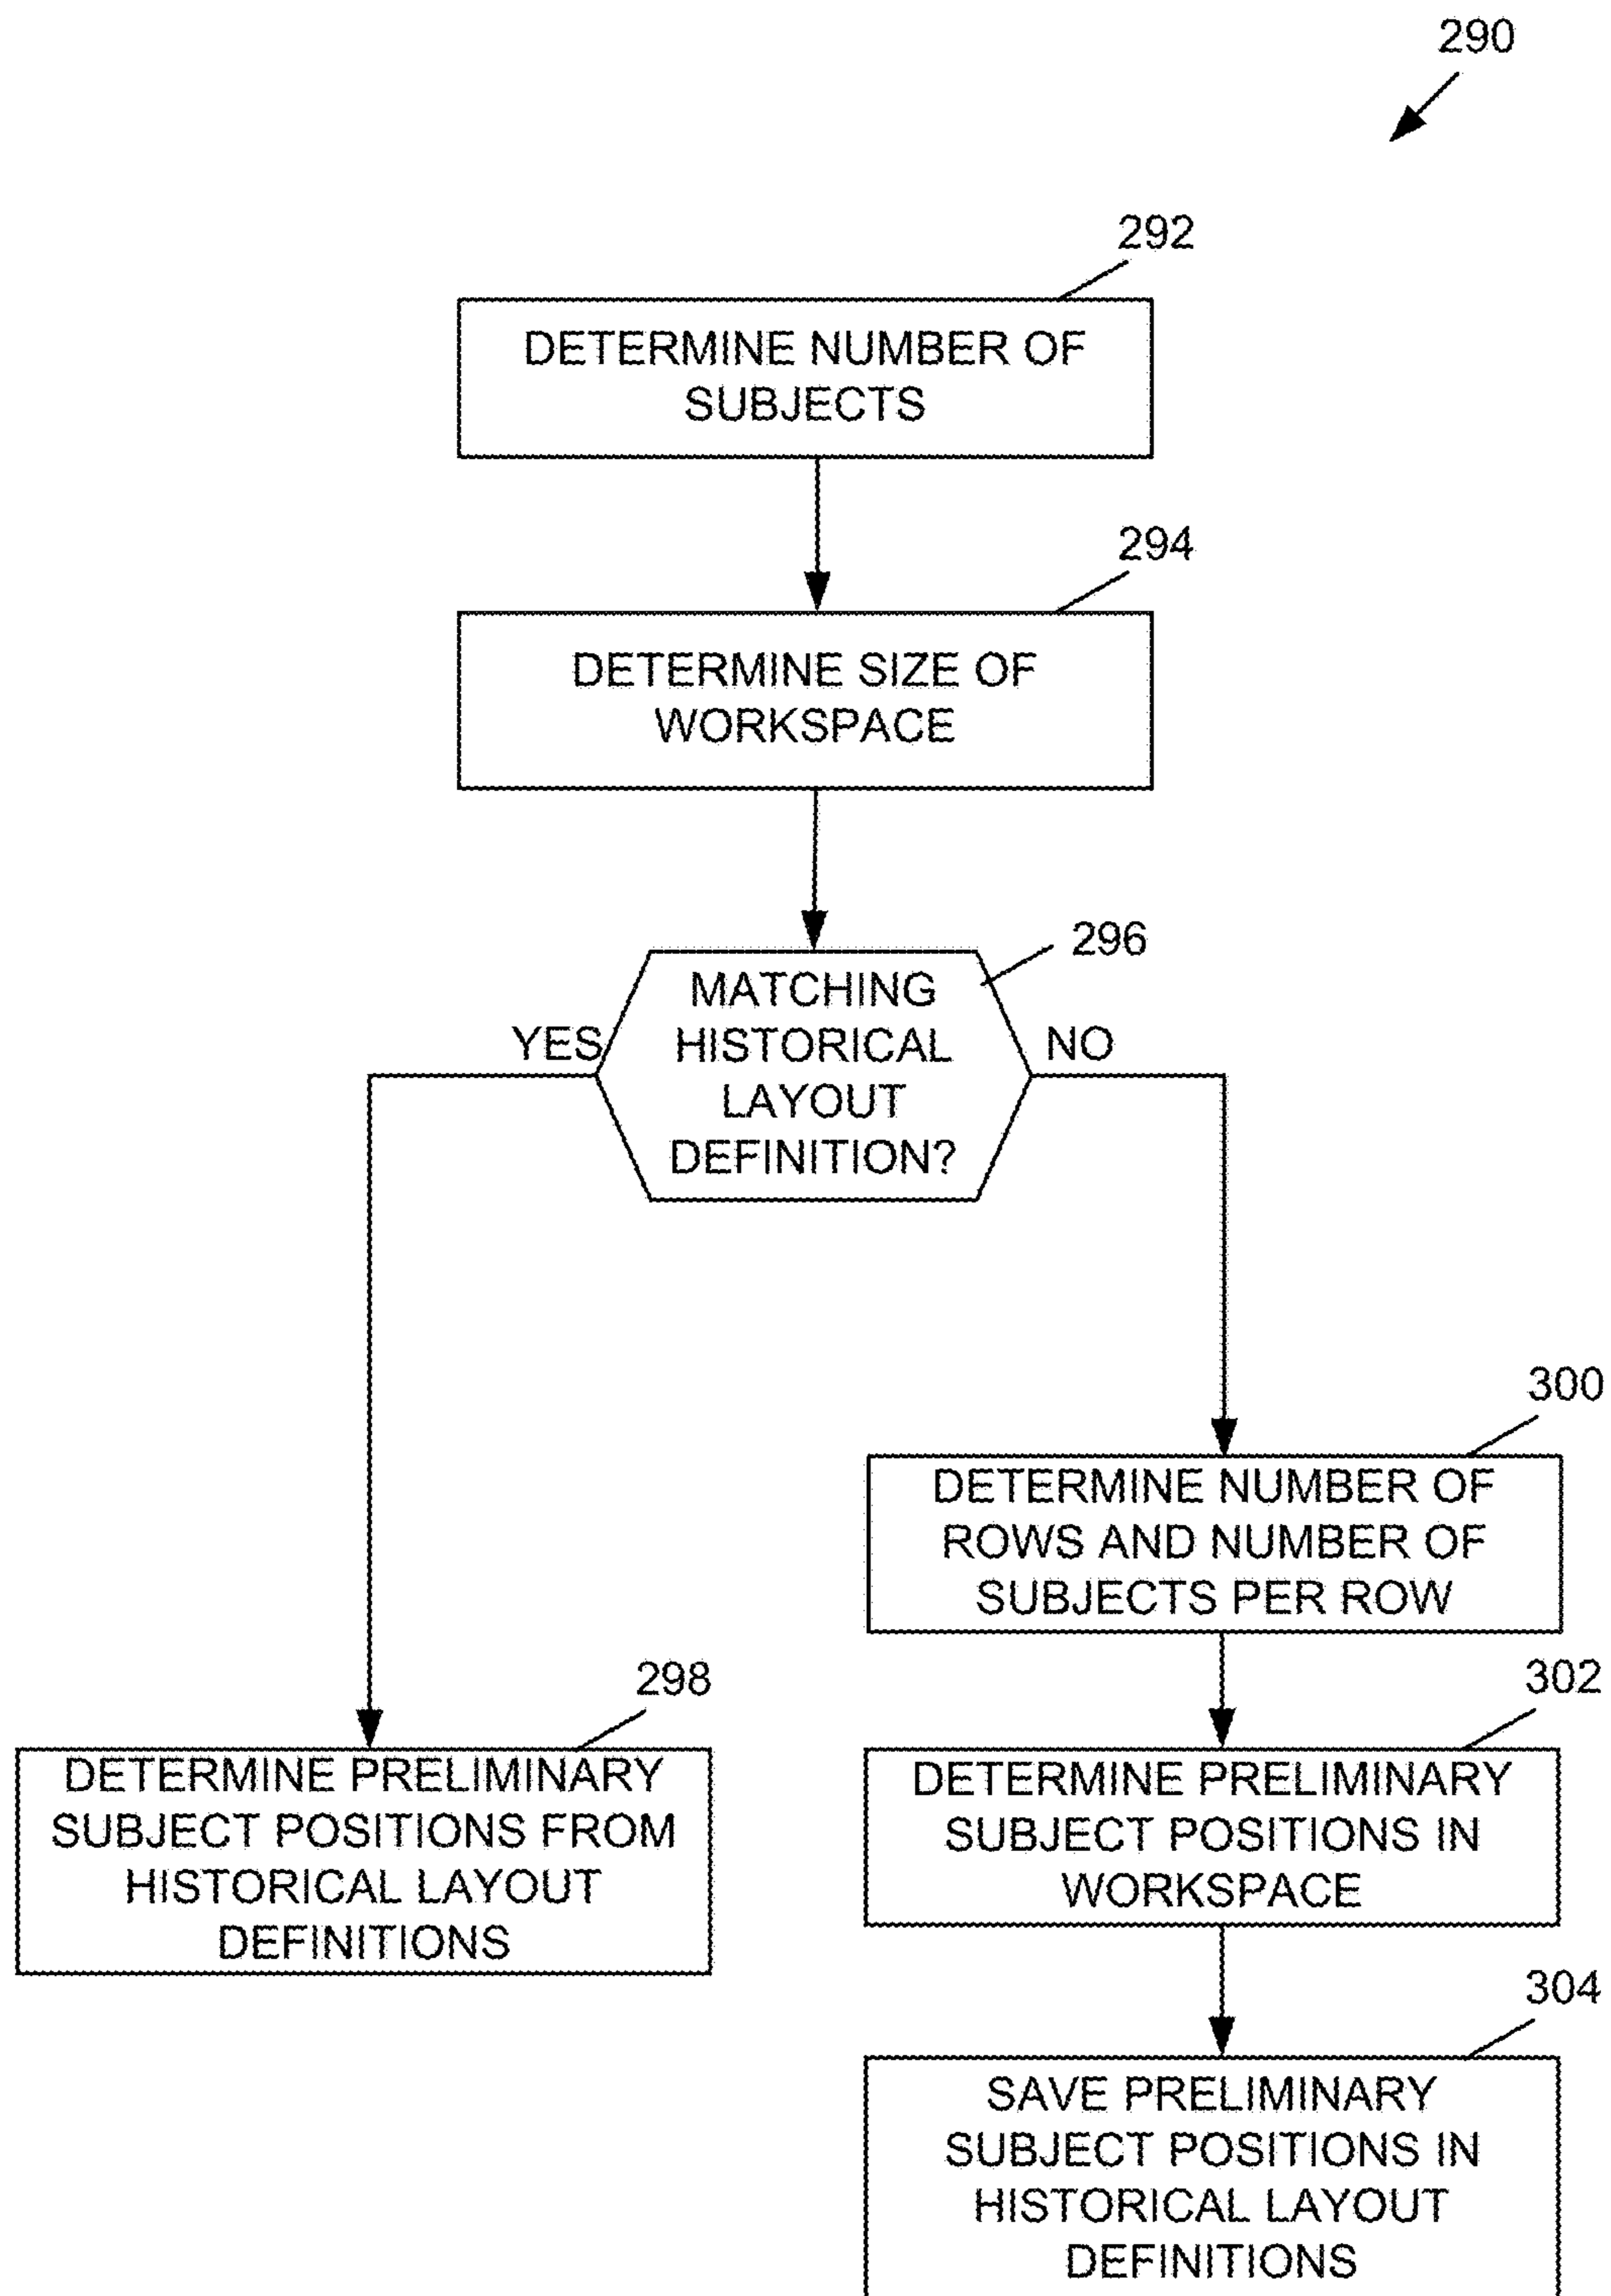 290
292
DETERMINE NUMBER OF
SUBJECTS
294
DETERMINE SIZE OF
WORKSPACE
296
MATCHING
HISTORICAL
LAYOUT
DEFINITION?
YES
NO
300
DETERMINE NUMBER OF
ROWS AND NUMBER OF
SUBJECTS PER ROW
298
DETERMINE PRELIMINARY
SUBJECT POSITIONS FROM
HISTORICAL LAYOUT
DEFINITIONS
302
DETERMINE PRELIMINARY
SUBJECT POSITIONS IN
WORKSPACE
304
SAVE PRELIMINARY
SUBJECT POSITIONS IN
HISTORICAL LAYOUT
DEFINITIONS